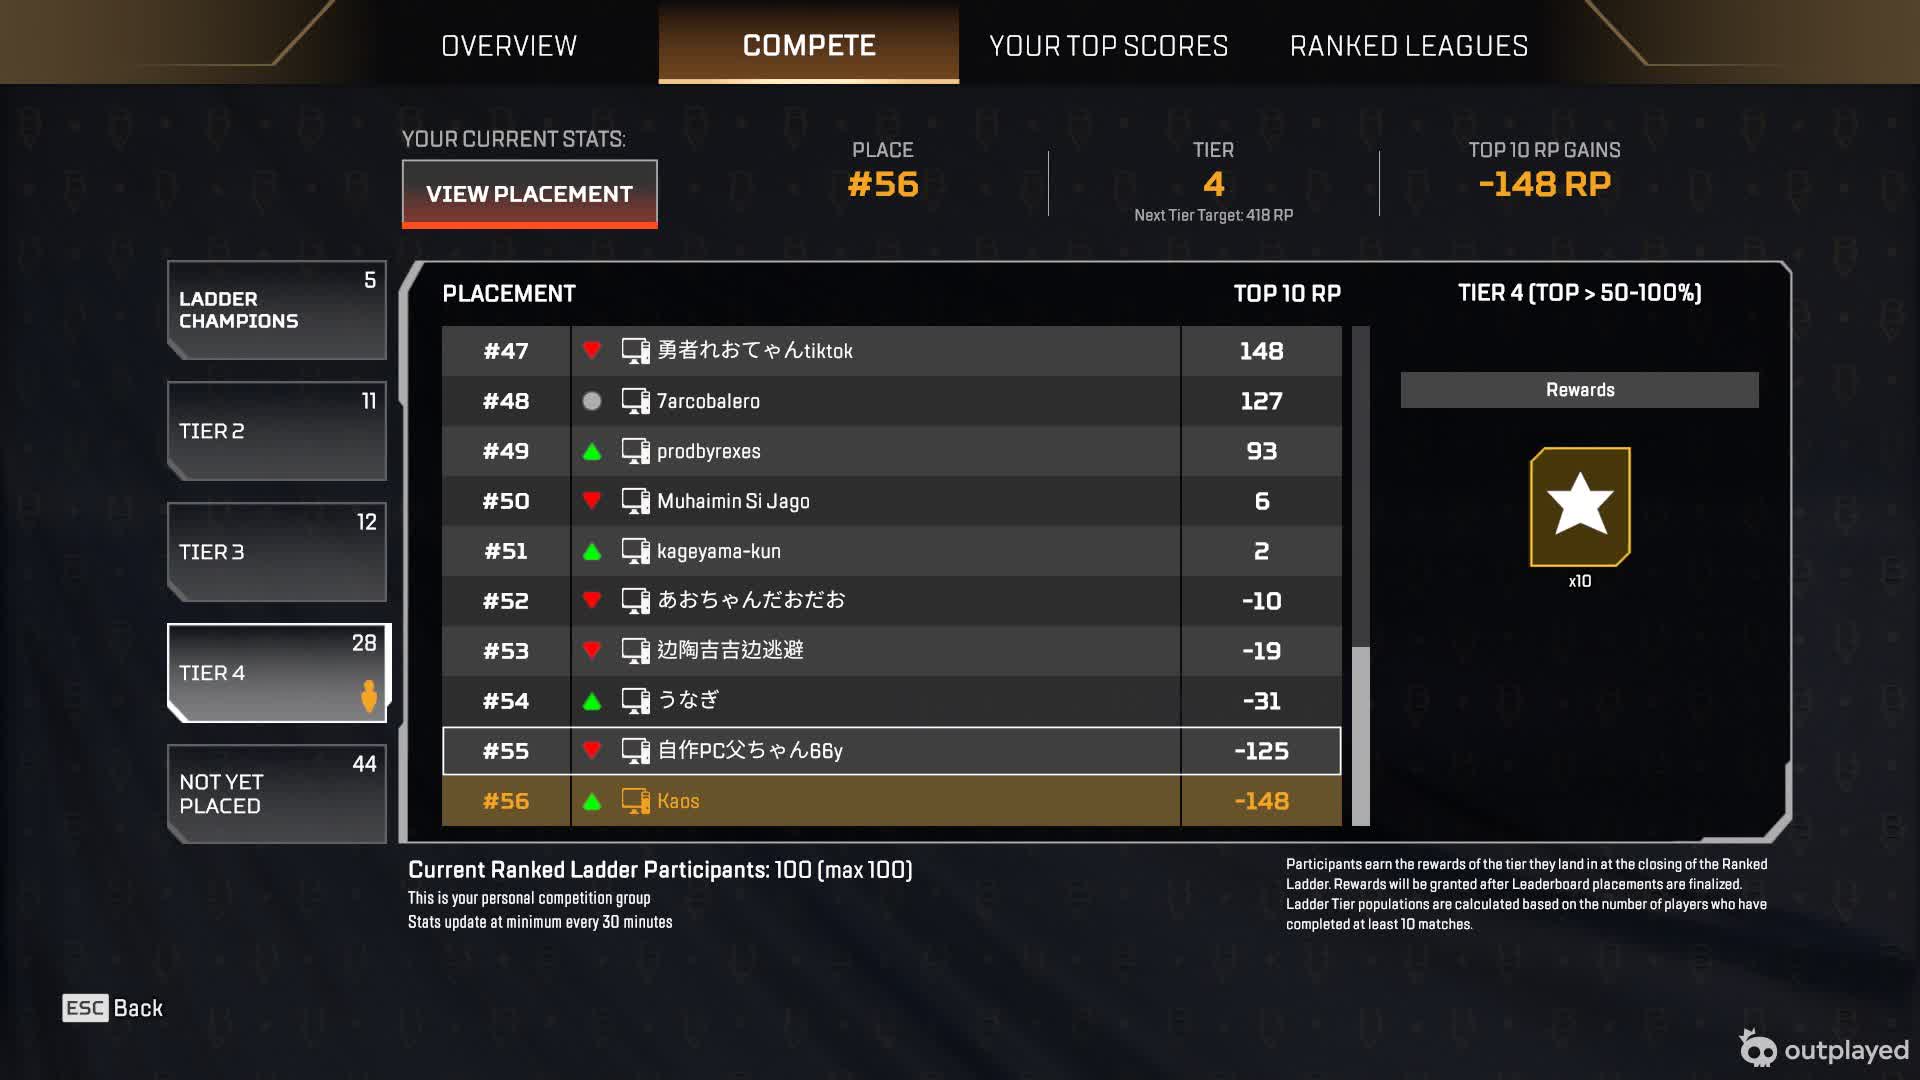 OVERVIEW
COMPETE
YOUR TOP SCORES
RANKED LEAGUES
YOUR CURRENT STATS:
VIEW PLACEMENT
PLACE
#56
TIER
4
Next Tier Target: 418 RP
TOP 10 RP GAINS
-148 RP
5
LADDER
CHAMPIONS
11
TIER 2
12
TIER 3
28
TIER 4
44
NOT YET
PLACED
PLACEMENT TOP 10 RP
#47 勇者れおてゃんtiktok 148
#48 7arcobalero 127
#49 prodbyrexes 93
#50 Muhaimin Si Jago 6
#51 kageyama-kun 2
#52 あおちゃんだおだお -10
#53 边陶吉吉边逃避 -19
#54 うなぎ -31
#55 自作PC父ちゃん66y -125
#56 Kaos -148
TIER 4 (TOP > 50-100%)
Rewards
x10
Current Ranked Ladder Participants: 100 (max 100)
This is your personal competition group
Stats update at minimum every 30 minutes
Participants earn the rewards of the tier they land in at the closing of the Ranked
Ladder. Rewards will be granted after Leaderboard placements are finalized.
Ladder Tier populations are calculated based on the number of players who have
completed at least 10 matches.
ESC Back
outplayed